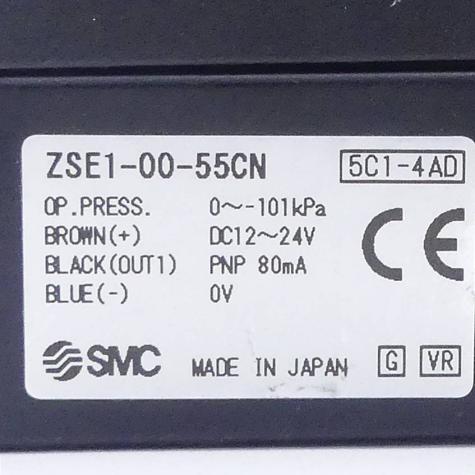 ZSE1-00-55CN 5C1-4AD
OP.PRESS. 0~-101kPa
BROWN(+) DC12~24V
BLACK(OUT1) PNP 80mA
BLUE(-) 0V
CE
SMC MADE IN JAPAN G VR